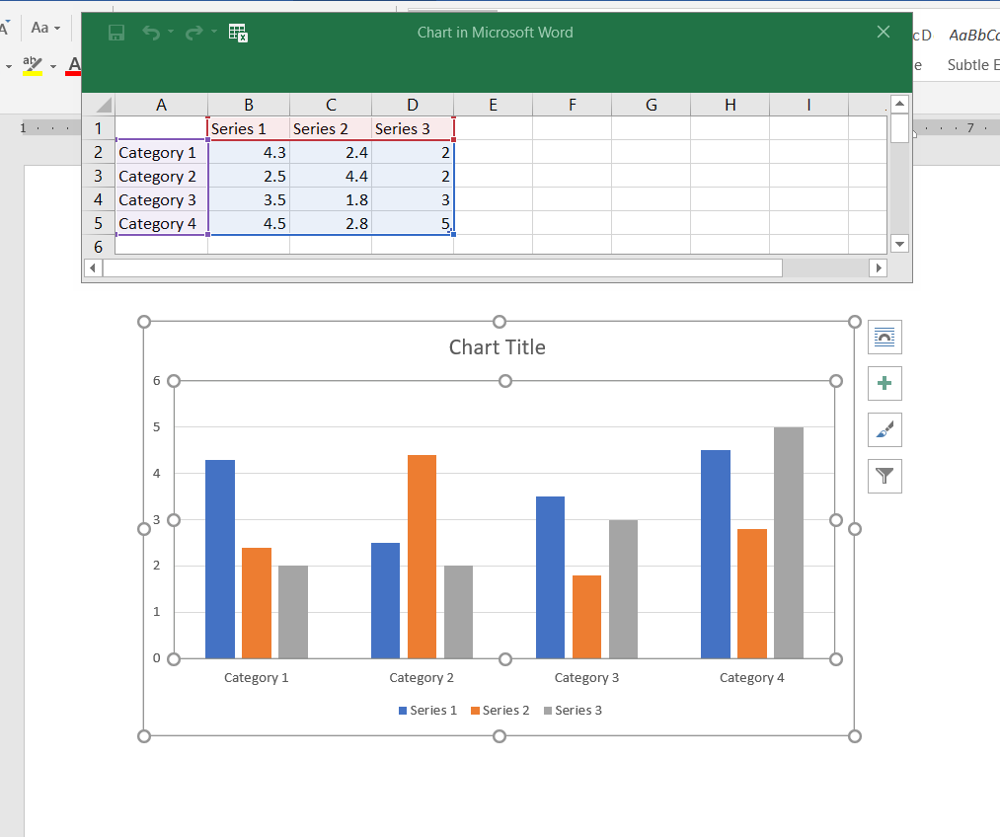 Chart in Microsoft Word
Aa
A
AaBbCc
ab
A
Subtle E
A B C D E F G H I
1 Series 1 Series 2 Series 3
2 Category 1 4.3 2.4 2
3 Category 2 2.5 4.4 2
4 Category 3 3.5 1.8 3
5 Category 4 4.5 2.8 5
6
1
7
Chart Title
6
5
4
3
2
1
0
Category 1 Category 2 Category 3 Category 4
Series 1 Series 2 Series 3